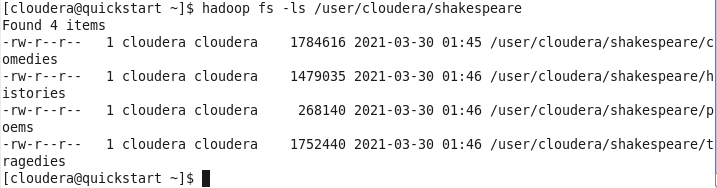 [cloudera@quickstart ~]$ hadoop fs -ls /user/cloudera/shakespeare
Found 4 items
-rw-r--r--   1 cloudera cloudera    1784616 2021-03-30 01:45 /user/cloudera/shakespeare/c
omedies
-rw-r--r--   1 cloudera cloudera    1479035 2021-03-30 01:46 /user/cloudera/shakespeare/h
istories
-rw-r--r--   1 cloudera cloudera     268140 2021-03-30 01:46 /user/cloudera/shakespeare/p
oems
-rw-r--r--   1 cloudera cloudera    1752440 2021-03-30 01:46 /user/cloudera/shakespeare/t
ragedies
[cloudera@quickstart ~]$